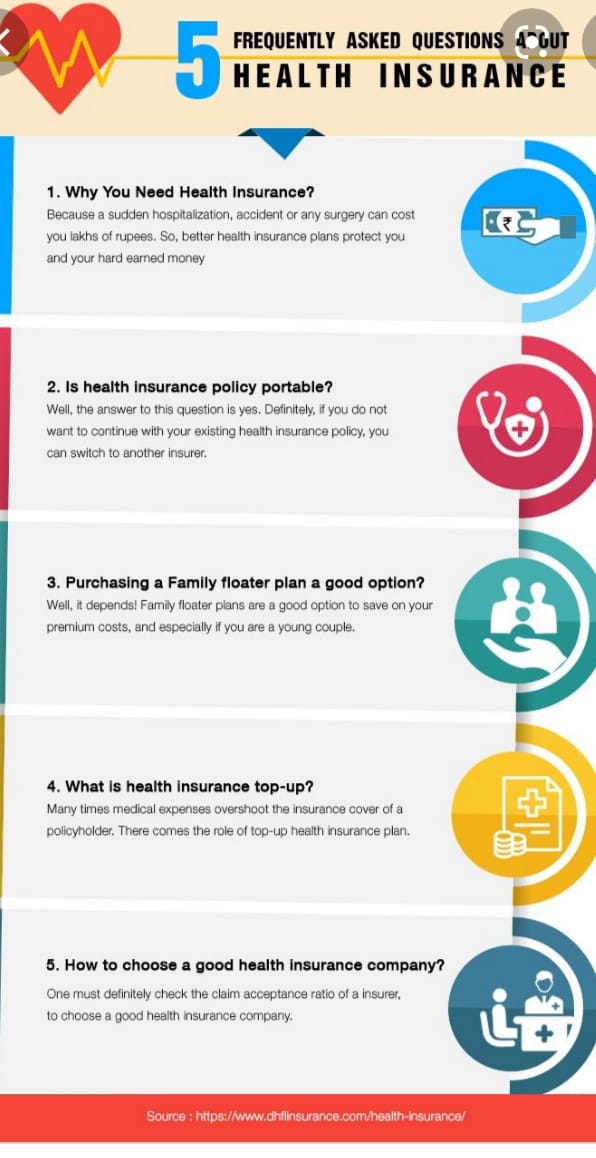 5 FREQUENTLY ASKED QUESTIONS ABOUT
HEALTH INSURANCE
1. Why You Need Health Insurance?
Because a sudden hospitalization, accident or any surgery can cost
you lakhs of rupees. So, better health insurance plans protect you
and your hard earned money
₹
2. Is health insurance policy portable?
Well, the answer to this question is yes. Definitely, if you do not
want to continue with your existing health insurance policy, you
can switch to another insurer.
3. Purchasing a Family floater plan a good option?
Well, it depends! Family floater plans are a good option to save on your
premium costs, and especially if you are a young couple.
4. What is health insurance top-up?
Many times medical expenses overshoot the insurance cover of a
policyholder. There comes the role of top-up health insurance plan.
5. How to choose a good health insurance company?
One must definitely check the claim acceptance ratio of a insurer,
to choose a good health insurance company.
Source : https://www.dhflinsurance.com/health-insurance/